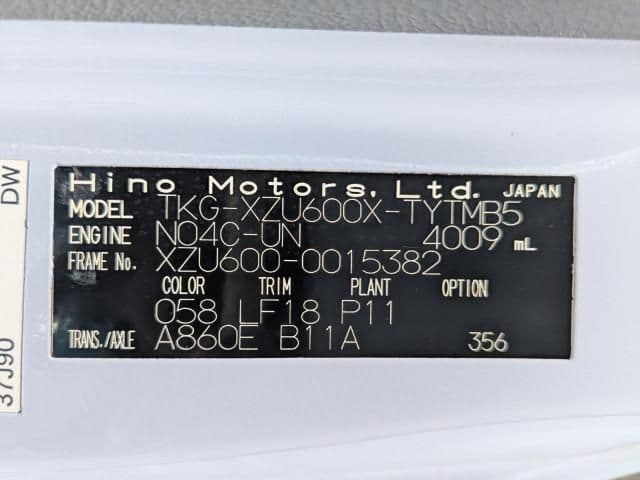 Hino Motors, Ltd. JAPAN
MODEL TKG-XZU600X-TYTMB5
ENGINE N04C-UN 4009 mL
FRAME No. XZU600-0015382
COLOR TRIM PLANT OPTION
058 LF18 P11
TRANS./AXLE A860E B11A 356
37J90 DW